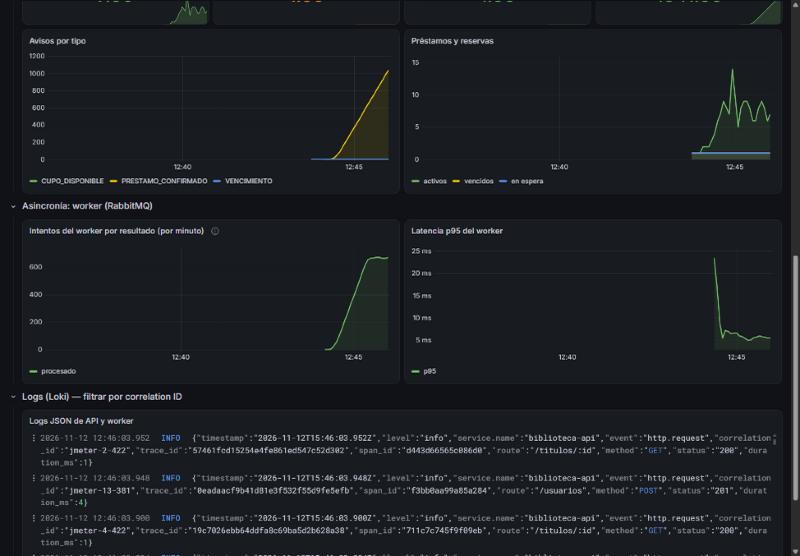 Avisos por tipo
Préstamos y reservas
1200
1000
800
600
400
200
0
12:40
12:45
15
10
5
0
12:40
12:45
CUPO_DISPONIBLE PRESTAMO_CONFIRMADO VENCIMIENTO
activos vencidos en espera
Asincronía: worker (RabbitMQ)
Intentos del worker por resultado (por minuto)
Latencia p95 del worker
600
400
200
0
12:40
12:45
25 ms
20 ms
15 ms
10 ms
5 ms
12:40
12:45
procesado
p95
Logs (Loki) — filtrar por correlation ID
Logs JSON de API y worker
2026-11-12 12:46:03.952 INFO {"timestamp":"2026-11-12T15:46:03.952Z","level":"info","service.name":"biblioteca-api","event":"http.request","correlation
_id":"jmeter-2-422","trace_id":"57461fcd15254e4fe861ed547c52d302","span_id":"d443d66565c086d0","route":"/titulos/:id","method":"GET","status":"200","dura
tion_ms":1}
2026-11-12 12:46:03.948 INFO {"timestamp":"2026-11-12T15:46:03.948Z","level":"info","service.name":"biblioteca-api","event":"http.request","correlation
_id":"jmeter-13-381","trace_id":"0eadaacf9b41d81e3f532f55d9fe5efb","span_id":"f3bb0aa99a85a284","route":"/usuarios","method":"POST","status":"201","durat
ion_ms":4}
2026-11-12 12:46:03.900 INFO {"timestamp":"2026-11-12T15:46:03.900Z","level":"info","service.name":"biblioteca-api","event":"http.request","correlation
_id":"jmeter-4-422","trace_id":"19c7026ebb64ddfa8c69ba5d2b628a38","span_id":"711c7c745f9f09eb","route":"/titulos/:id","method":"GET","status":"200","dura
tion_ms":1}